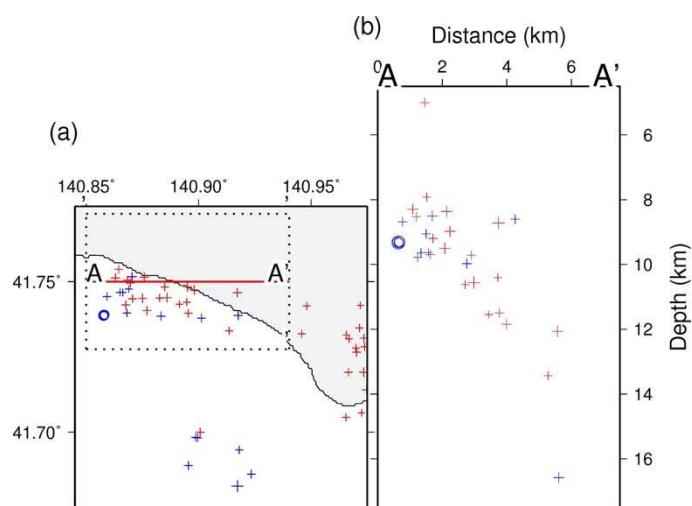 (b)
Distance (km)
0 2 4 6
A A'
(a)
140.85° 140.90° 140.95°
A A'
41.75°
41.70°
6
8
10
12
14
16
Depth (km)